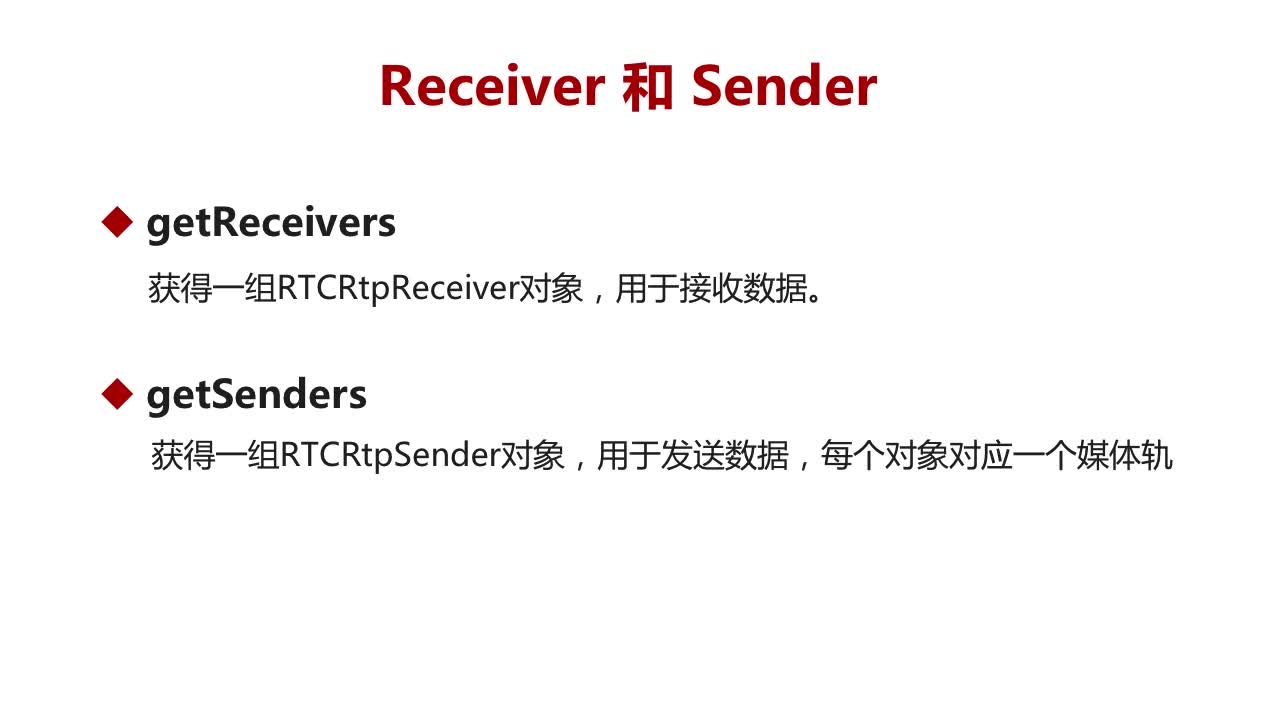 Receiver 和 Sender
getReceivers
获得一组RTCRtpReceiver对象，用于接收数据。
getSenders
获得一组RTCRtpSender对象，用于发送数据，每个对象对应一个媒体轨